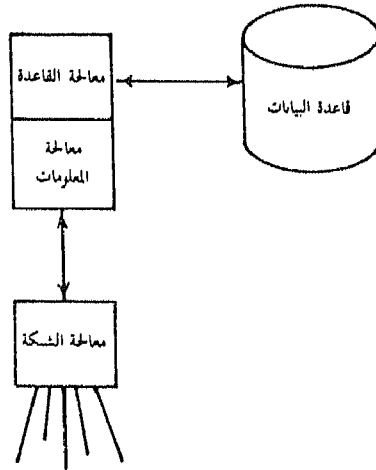 معالجة القاعدة
قاعدة البيانات
معالجة
المعلومات
معالجة الشبكة